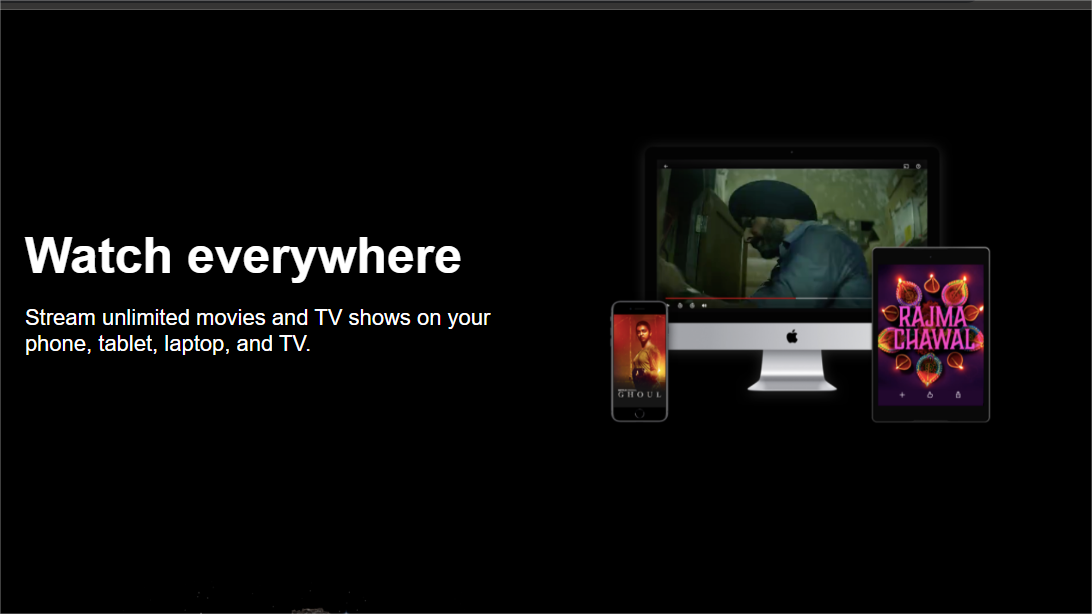 Watch everywhere
Stream unlimited movies and TV shows on your
phone, tablet, laptop, and TV.
GHOUL
RAJMA
CHAWAL